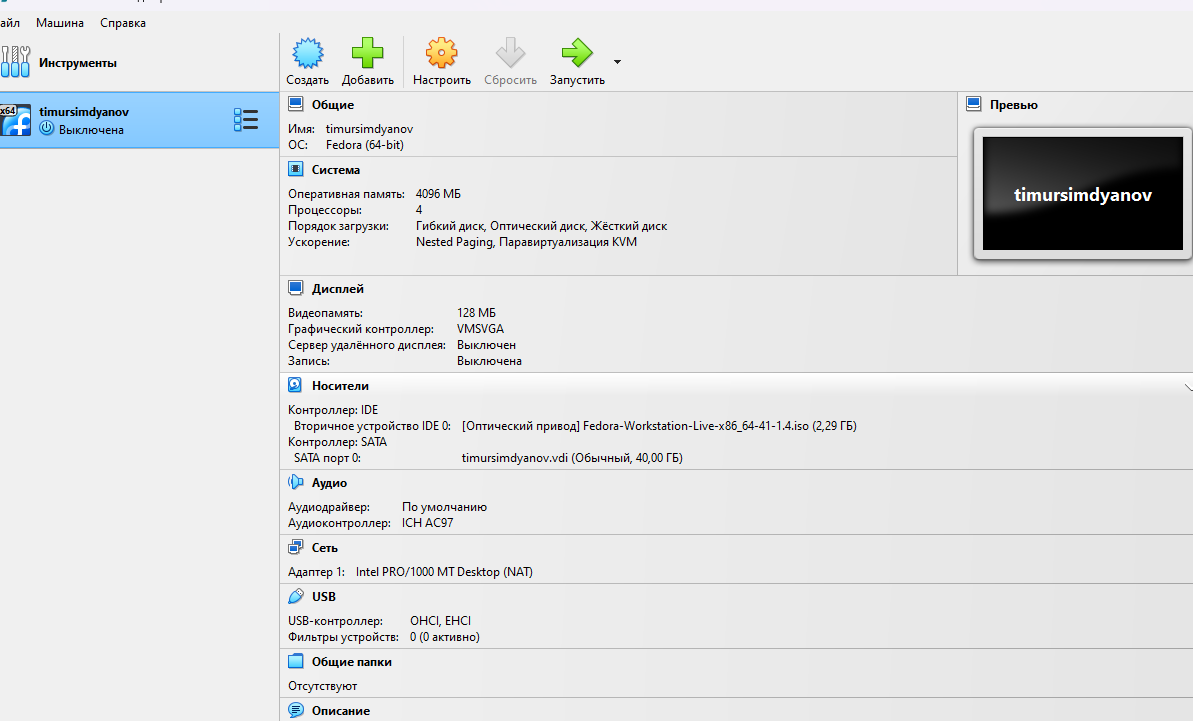 айл Машина Справка
Инструменты
Создать Добавить Настроить Сбросить Запустить
x64
timursimdyanov
Выключена
Общие
Имя: timursimdyanov
ОС: Fedora (64-bit)
Превью
timursimdyanov
Система
Оперативная память: 4096 МБ
Процессоры: 4
Порядок загрузки: Гибкий диск, Оптический диск, Жёсткий диск
Ускорение: Nested Paging, Паравиртуализация KVM
Дисплей
Видеопамять: 128 МБ
Графический контроллер: VMSVGA
Сервер удалённого дисплея: Выключен
Запись: Выключена
Носители
Контроллер: IDE
Вторичное устройство IDE 0: [Оптический привод] Fedora-Workstation-Live-x86_64-41-1.4.iso (2,29 ГБ)
Контроллер: SATA
SATA порт 0: timursimdyanov.vdi (Обычный, 40,00 ГБ)
Аудио
Аудиодрайвер: По умолчанию
Аудиоконтроллер: ICH AC97
Сеть
Адаптер 1: Intel PRO/1000 MT Desktop (NAT)
USB
USB-контроллер: OHCI, EHCI
Фильтры устройств: 0 (0 активно)
Общие папки
Отсутствуют
Описание